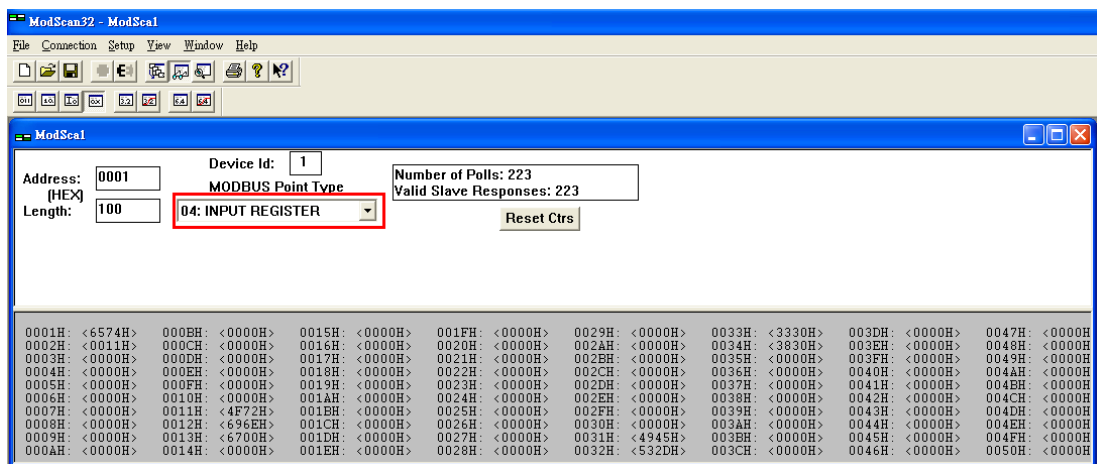 ModScan32 - ModSca1
File Connection Setup View Window Help
ModSca1
Device Id: 1
Address: 0001
(HEX)
MODBUS Point Type
Length: 100
04: INPUT REGISTER
Number of Polls: 223
Valid Slave Responses: 223
Reset Ctrs
0001H: <6574H> 000BH: <0000H> 0015H: <0000H> 001FH: <0000H> 0029H: <0000H> 0033H: <3330H> 003DH: <0000H> 0047H: <0000H
0002H: <0011H> 000CH: <0000H> 0016H: <0000H> 0020H: <0000H> 002AH: <0000H> 0034H: <3830H> 003EH: <0000H> 0048H: <0000H
0003H: <0000H> 000DH: <0000H> 0017H: <0000H> 0021H: <0000H> 002BH: <0000H> 0035H: <0000H> 003FH: <0000H> 0049H: <0000H
0004H: <0000H> 000EH: <0000H> 0018H: <0000H> 0022H: <0000H> 002CH: <0000H> 0036H: <0000H> 0040H: <0000H> 004AH: <0000H
0005H: <0000H> 000FH: <0000H> 0019H: <0000H> 0023H: <0000H> 002DH: <0000H> 0037H: <0000H> 0041H: <0000H> 004BH: <0000H
0006H: <0000H> 0010H: <0000H> 001AH: <0000H> 0024H: <0000H> 002EH: <0000H> 0038H: <0000H> 0042H: <0000H> 004CH: <0000H
0007H: <0000H> 0011H: <4F72H> 001BH: <0000H> 0025H: <0000H> 002FH: <0000H> 0039H: <0000H> 0043H: <0000H> 004DH: <0000H
0008H: <0000H> 0012H: <696EH> 001CH: <0000H> 0026H: <0000H> 0030H: <0000H> 003AH: <0000H> 0044H: <0000H> 004EH: <0000H
0009H: <0000H> 0013H: <6700H> 001DH: <0000H> 0027H: <0000H> 0031H: <4945H> 003BH: <0000H> 0045H: <0000H> 004FH: <0000H
000AH: <0000H> 0014H: <0000H> 001EH: <0000H> 0028H: <0000H> 0032H: <532DH> 003CH: <0000H> 0046H: <0000H> 0050H: <0000H